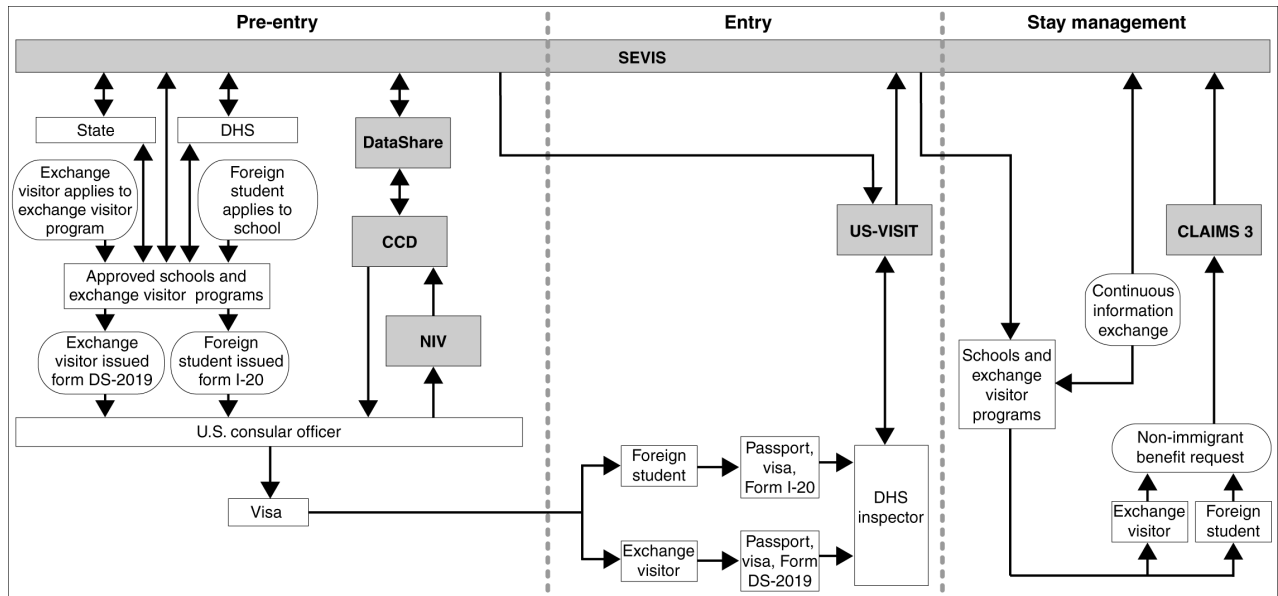 Pre-entry
Entry
Stay management
SEVIS
State
DHS
DataShare
Exchange
visitor applies to
exchange visitor
program
Foreign
student
applies to
school
CCD
US-VISIT
CLAIMS 3
Approved schools and
exchange visitor programs
Continuous
information
exchange
NIV
Exchange
visitor issued
form DS-2019
Foreign
student issued
form I-20
Schools and
exchange
visitor
programs
U.S. consular officer
Non-immigrant
benefit request
Foreign
student
Passport,
visa,
Form I-20
DHS
inspector
Visa
Exchange
visitor
Foreign
student
Exchange
visitor
Passport,
visa, Form
DS-2019